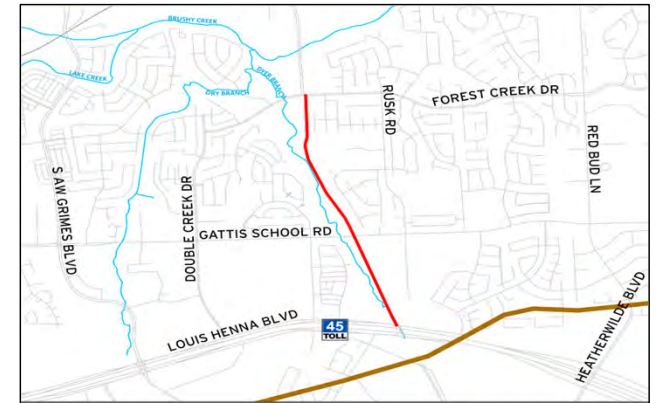 BRUSHY CREEK
LAKE CREEK
DRY BRANCH
DYER BRANCH
RUSK RD
FOREST CREEK DR
RED BUD LN
S AW GRIMES BLVD
DOUBLE CREEK DR
GATTIS SCHOOL RD
LOUIS HENNA BLVD
45
TOLL
HEATHERWILDE BLVD